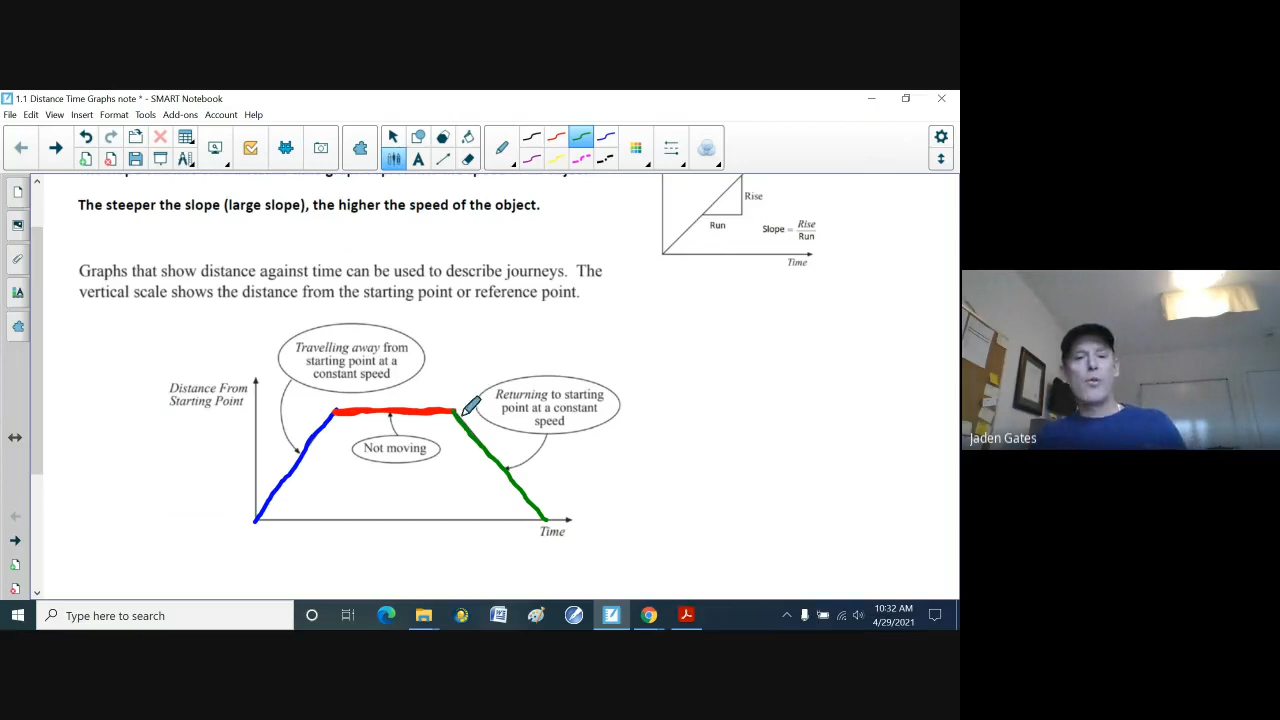 1.1 Distance Time Graphs note * - SMART Notebook
File Edit View Insert Format Tools Add-ons Account Help
The steeper the slope (large slope), the higher the speed of the object.
Rise
Run
Slope = Rise
Run
Time
Graphs that show distance against time can be used to describe journeys. The
vertical scale shows the distance from the starting point or reference point.
Travelling away from
starting point at a
constant speed
Distance From
Starting Point
Returning to starting
point at a constant
speed
Not moving
Time
Jaden Gates
Type here to search
10:32 AM
4/29/2021